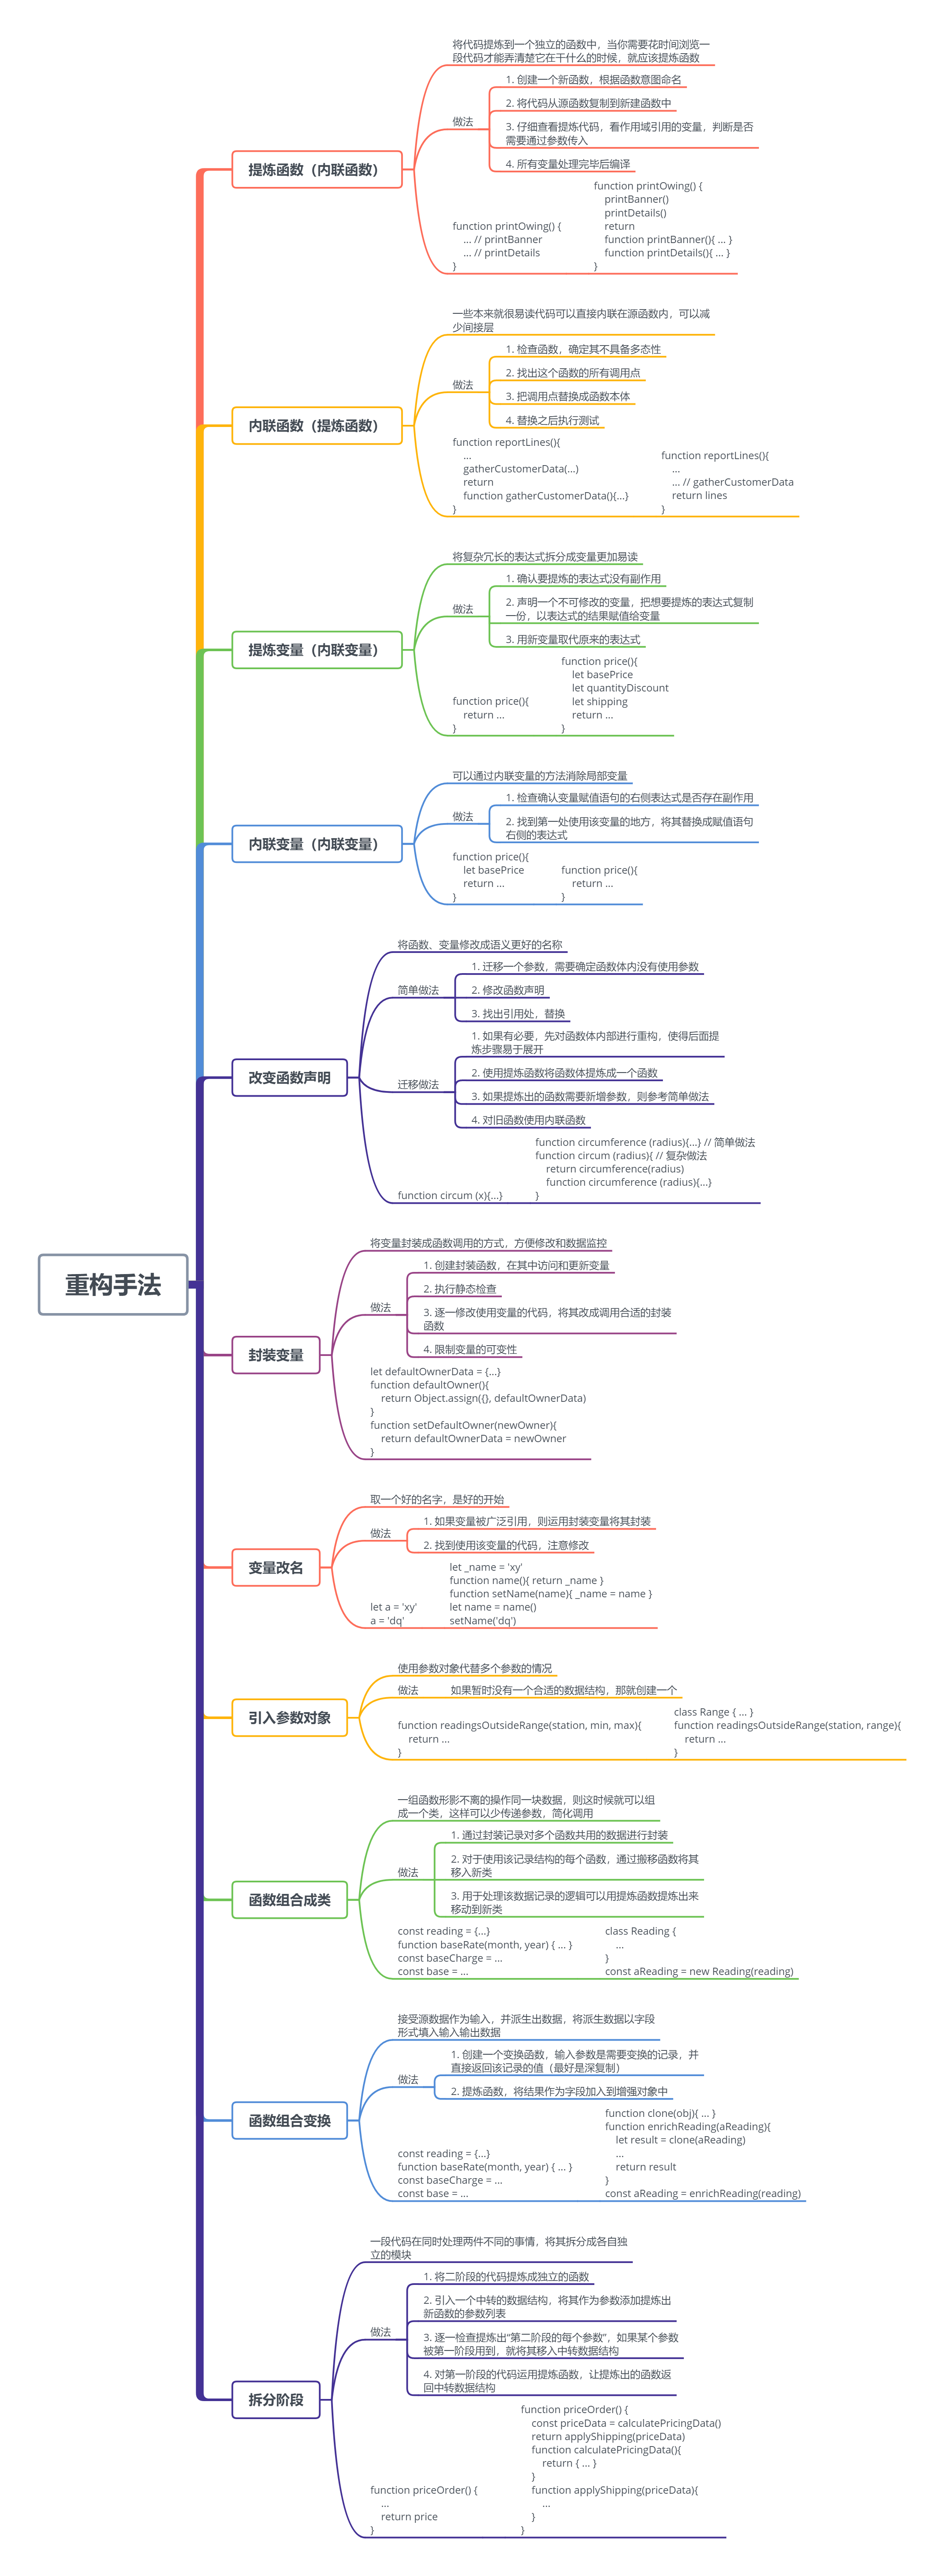 重构手法
提炼函数（内联函数）
将代码提炼到一个独立的函数中，当你需要花时间浏览一
段代码才能弄清楚它在干什么的时候，就应该提炼函数
做法
1. 创建一个新函数，根据函数意图命名
2. 将代码从源函数复制到新建函数中
3. 仔细查看提炼代码，看作用域引用的变量，判断是否
需要通过参数传入
4. 所有变量处理完毕后编译
function printOwing() {
... // printBanner
... // printDetails
}
function printOwing() {
printBanner()
printDetails()
return
function printBanner(){ ... }
function printDetails(){ ... }
}
内联函数（提炼函数）
一些本来就很易读代码可以直接内联在源函数内，可以减
少间接层
做法
1. 检查函数，确定其不具备多态性
2. 找出这个函数的所有调用点
3. 把调用点替换成函数本体
4. 替换之后执行测试
function reportLines(){
...
gatherCustomerData(...)
return
function gatherCustomerData(){...}
}
function reportLines(){
...
... // gatherCustomerData
return lines
}
提炼变量（内联变量）
将复杂冗长的表达式拆分成变量更加易读
做法
1. 确认要提炼的表达式没有副作用
2. 声明一个不可修改的变量，把想要提炼的表达式复制
一份，以表达式的结果赋值给变量
3. 用新变量取代原来的表达式
function price(){
return ...
}
function price(){
let basePrice
let quantityDiscount
let shipping
return ...
}
内联变量（内联变量）
可以通过内联变量的方法消除局部变量
做法
1. 检查确认变量赋值语句的右侧表达式是否存在副作用
2. 找到第一处使用该变量的地方，将其替换成赋值语句
右侧的表达式
function price(){
let basePrice
return ...
}
function price(){
return ...
}
改变函数声明
将函数、变量修改成语义更好的名称
简单做法
1. 迁移一个参数，需要确定函数体内没有使用参数
2. 修改函数声明
3. 找出引用处，替换
迁移做法
1. 如果有必要，先对函数体内部进行重构，使得后面提
炼步骤易于展开
2. 使用提炼函数将函数体提炼成一个函数
3. 如果提炼出的函数需要新增参数，则参考简单做法
4. 对旧函数使用内联函数
function circum (x){...}
function circumference (radius){...} // 简单做法
function circum (radius){ // 复杂做法
return circumference(radius)
function circumference (radius){...}
}
封装变量
将变量封装成函数调用的方式，方便修改和数据监控
做法
1. 创建封装函数，在其中访问和更新变量
2. 执行静态检查
3. 逐一修改使用变量的代码，将其改成调用合适的封装
函数
4. 限制变量的可变性
let defaultOwnerData = {...}
function defaultOwner(){
return Object.assign({}, defaultOwnerData)
}
function setDefaultOwner(newOwner){
return defaultOwnerData = newOwner
}
变量改名
取一个好的名字，是好的开始
做法
1. 如果变量被广泛引用，则运用封装变量将其封装
2. 找到使用该变量的代码，注意修改
let a = 'xy'
a = 'dq'
let _name = 'xy'
function name(){ return _name }
function setName(name){ _name = name }
let name = name()
setName('dq')
引入参数对象
使用参数对象代替多个参数的情况
做法
如果暂时没有一个合适的数据结构，那就创建一个
function readingsOutsideRange(station, min, max){
return ...
}
class Range { ... }
function readingsOutsideRange(station, range){
return ...
}
函数组合成类
一组函数形影不离的操作同一块数据，则这时候就可以组
成一个类，这样可以少传递参数，简化调用
做法
1. 通过封装记录对多个函数共用的数据进行封装
2. 对于使用该记录结构的每个函数，通过搬移函数将其
移入新类
3. 用于处理该数据记录的逻辑可以用提炼函数提炼出来
移动到新类
const reading = {...}
function baseRate(month, year) { ... }
const baseCharge = ...
const base = ...
class Reading {
...
}
const aReading = new Reading(reading)
函数组合变换
接受源数据作为输入，并派生出数据，将派生数据以字段
形式填入输入输出数据
做法
1. 创建一个变换函数，输入参数是需要变换的记录，并
直接返回该记录的值（最好是深复制）
2. 提炼函数，将结果作为字段加入到增强对象中
const reading = {...}
function baseRate(month, year) { ... }
const baseCharge = ...
const base = ...
function clone(obj){ ... }
function enrichReading(aReading){
let result = clone(aReading)
...
return result
}
const aReading = enrichReading(reading)
拆分阶段
一段代码在同时处理两件不同的事情，将其拆分成各自独
立的模块
做法
1. 将二阶段的代码提炼成独立的函数
2. 引入一个中转的数据结构，将其作为参数添加提炼出
新函数的参数列表
3. 逐一检查提炼出“第二阶段的每个参数”，如果某个参数
被第一阶段用到，就将其移入中转数据结构
4. 对第一阶段的代码运用提炼函数，让提炼出的函数返
回中转数据结构
function priceOrder() {
...
return price
}
function priceOrder() {
const priceData = calculatePricingData()
return applyShipping(priceData)
function calculatePricingData(){
return { ... }
}
function applyShipping(priceData){
...
}
}